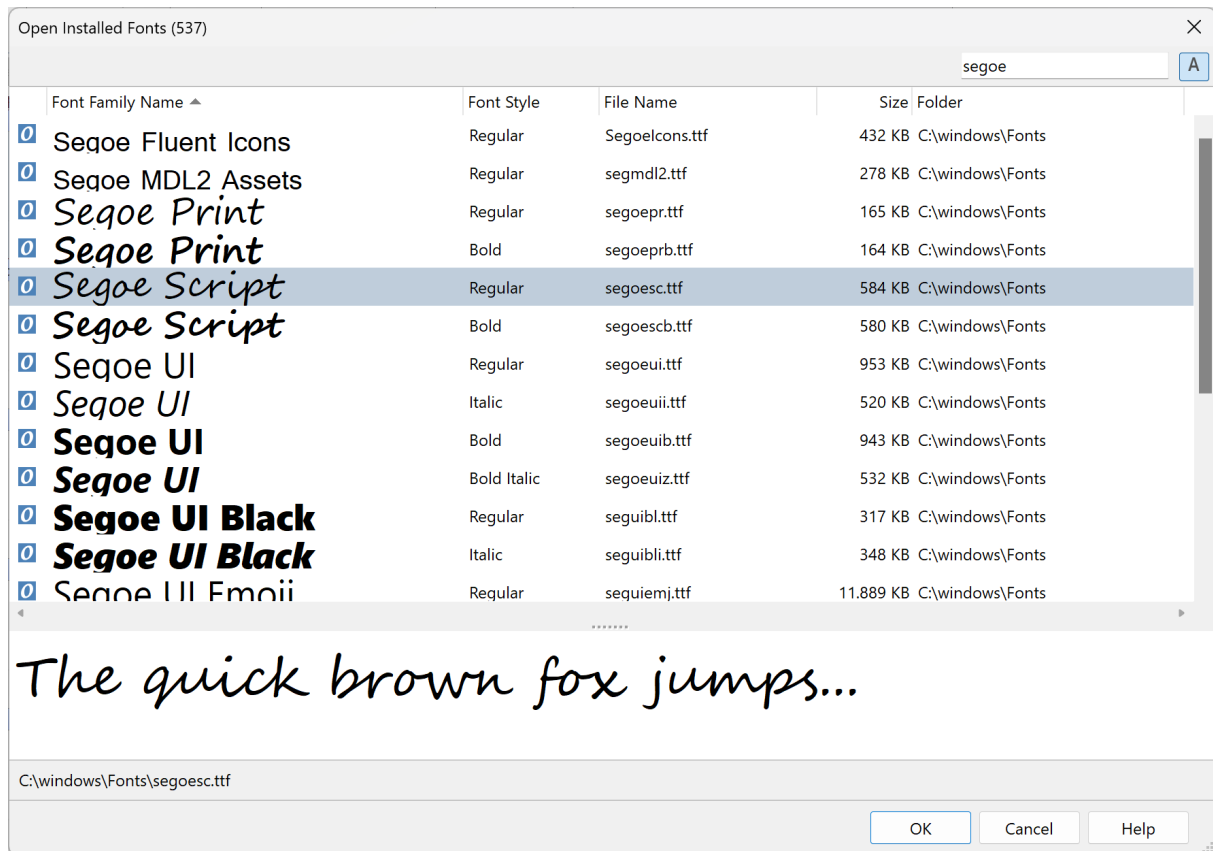 Open Installed Fonts (537)
segoe A
Font Family Name Font Style File Name Size Folder
Segoe Fluent Icons Regular SegoeIcons.ttf 432 KB C:\windows\Fonts
Segoe MDL2 Assets Regular segmdl2.ttf 278 KB C:\windows\Fonts
Segoe Print Regular segoepr.ttf 165 KB C:\windows\Fonts
Segoe Print Bold segoeprb.ttf 164 KB C:\windows\Fonts
Segoe Script Regular segoesc.ttf 584 KB C:\windows\Fonts
Segoe Script Bold segoescb.ttf 580 KB C:\windows\Fonts
Segoe UI Regular segoeui.ttf 953 KB C:\windows\Fonts
Segoe UI Italic segoeuii.ttf 520 KB C:\windows\Fonts
Segoe UI Bold segoeuib.ttf 943 KB C:\windows\Fonts
Segoe UI Bold Italic segoeuiz.ttf 532 KB C:\windows\Fonts
Segoe UI Black Regular seguibl.ttf 317 KB C:\windows\Fonts
Segoe UI Black Italic seguibli.ttf 348 KB C:\windows\Fonts
Segoe UI Emoji Regular seguiemj.ttf 11.889 KB C:\windows\Fonts
The quick brown fox jumps...
C:\windows\Fonts\segoesc.ttf
OK Cancel Help